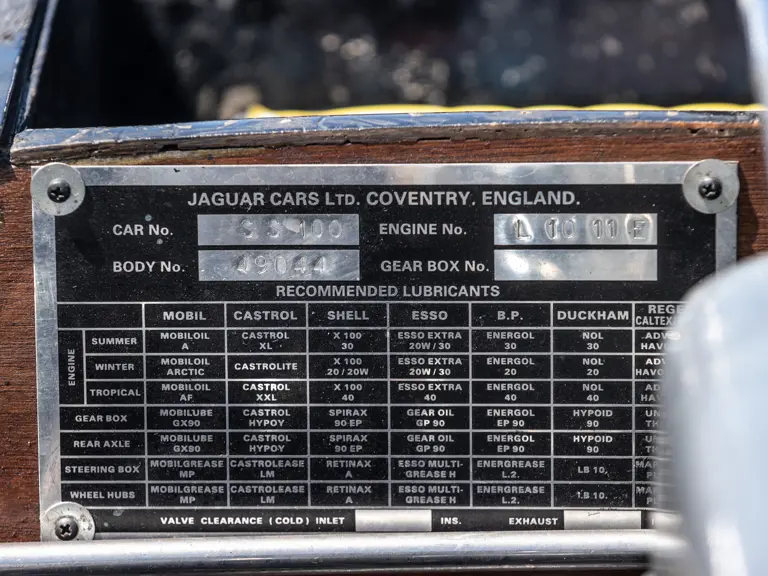 JAGUAR CARS LTD. COVENTRY, ENGLAND.
CAR No. SS 100 ENGINE No. L 10 11 E
BODY No. 49044 GEAR BOX No.
RECOMMENDED LUBRICANTS
MOBIL CASTROL SHELL ESSO B.P. DUCKHAM
ENGINE
SUMMER MOBILOIL A CASTROL XL X 100 30 ESSO EXTRA 20W / 30 ENERGOL 30 NOL 30
WINTER MOBILOIL ARCTIC CASTROLITE X 100 20 / 20W ESSO EXTRA 20W / 30 ENERGOL 20 NOL 20
TROPICAL MOBILOIL AF CASTROL XXL X 100 40 ESSO EXTRA 40 ENERGOL 40 NOL 40
GEAR BOX MOBILUBE GX90 CASTROL HYPOY SPIRAX 90 EP GEAR OIL GP 90 ENERGOL EP 90 HYPOID 90
REAR AXLE MOBILUBE GX90 CASTROL HYPOY SPIRAX 90 EP GEAR OIL GP 90 ENERGOL EP 90 HYPOID 90
STEERING BOX MOBILGREASE MP CASTROLEASE LM RETINAX A ESSO MULTI-GREASE H ENERGREASE L.2. LB 10.
WHEEL HUBS MOBILGREASE MP CASTROLEASE LM RETINAX A ESSO MULTI-GREASE H ENERGREASE L.2. LB 10.
VALVE CLEARANCE (COLD) INLET INS. EXHAUST